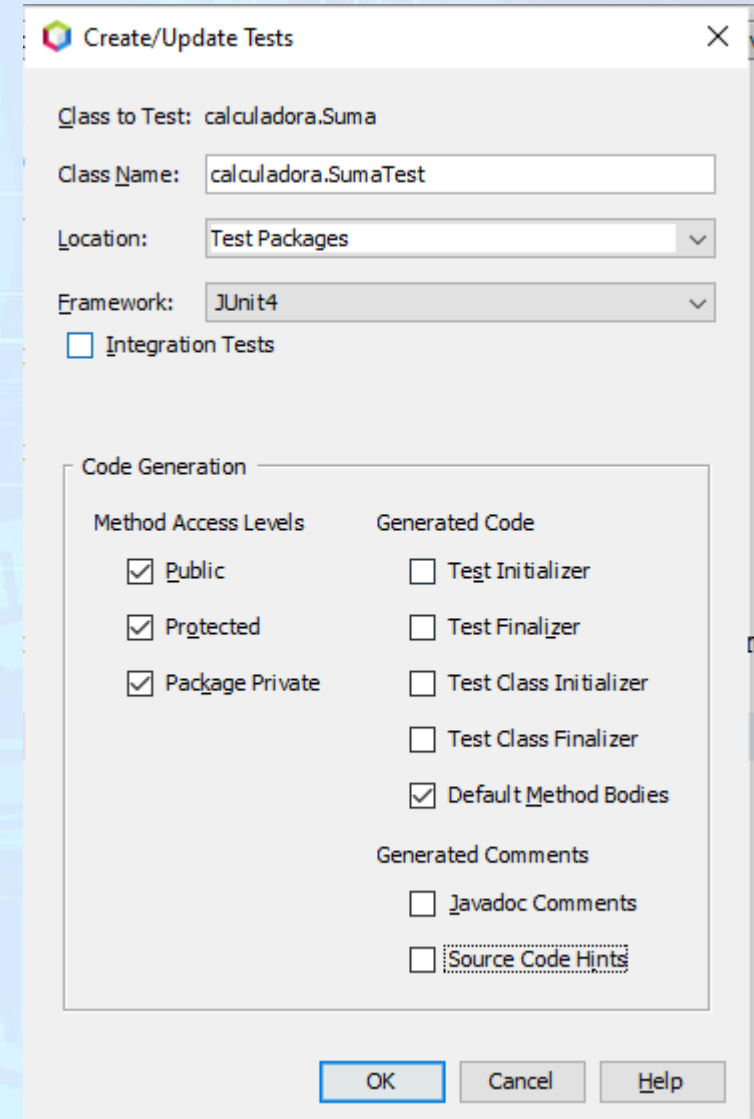 Create/Update Tests
Class to Test: calculadora.Suma
Class Name: calculadora.SumaTest
Location: Test Packages
Framework: JUnit4
Integration Tests
Code Generation
Method Access Levels
Public
Protected
Package Private
Generated Code
Test Initializer
Test Finalizer
Test Class Initializer
Test Class Finalizer
Default Method Bodies
Generated Comments
Javadoc Comments
Source Code Hints
OK Cancel Help